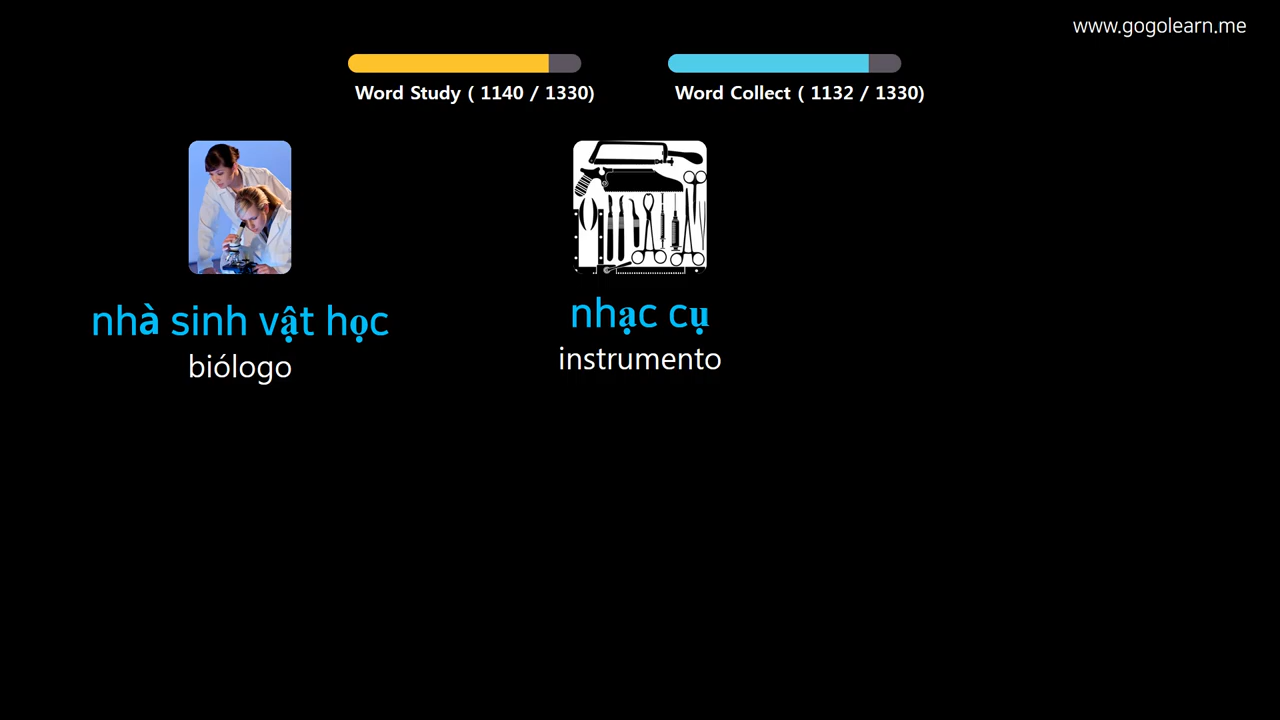 www.gogolearn.me
Word Study ( 1140 / 1330)
Word Collect ( 1132 / 1330)
nhà sinh vật học
biólogo
nhạc cụ
instrumento